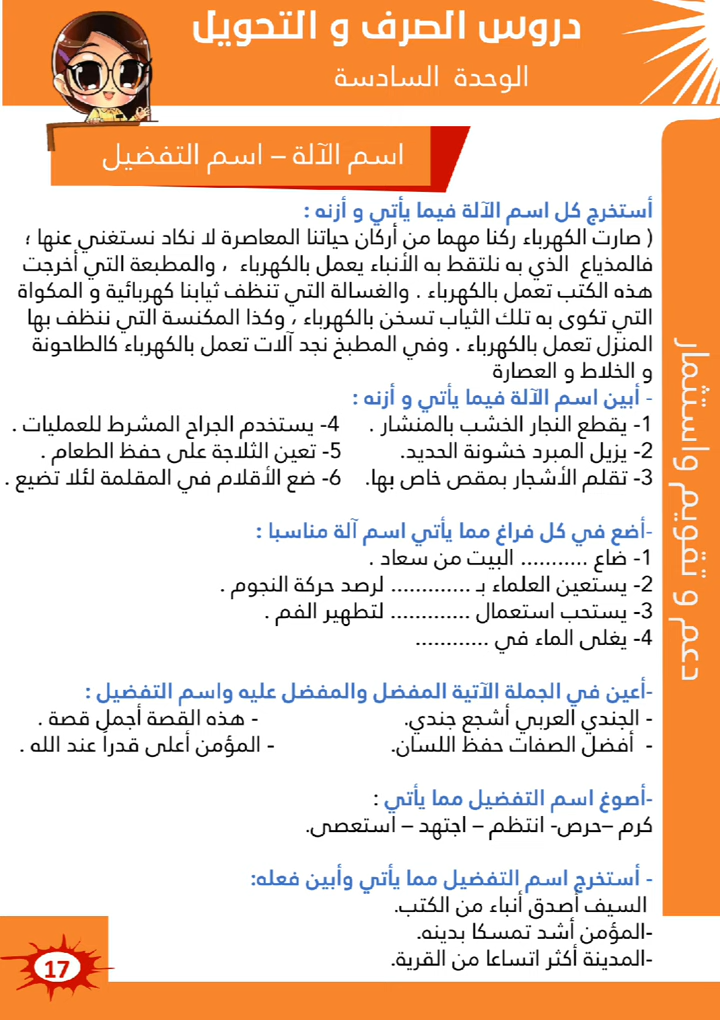 دروس الصرف و التحويل
الوحدة السادسة
اسم الآلة – اسم التفضيل
أستخرج كل اسم الآلة فيما يأتي و أزنه :
( صارت الكهرباء ركنا مهما من أركان حياتنا المعاصرة لا نكاد نستغني عنها ؛
فالمذياع الذي به نلتقط به الأنباء يعمل بالكهرباء ، والمطبعة التي أخرجت
هذه الكتب تعمل بالكهرباء . والغسالة التي تنظف ثيابنا كهربائية و المكواة
التي تكوى به تلك الثياب تسخن بالكهرباء ، وكذا المكنسة التي ننظف بها
المنزل تعمل بالكهرباء . وفي المطبخ نجد آلات تعمل بالكهرباء كالطاحونة
و الخلاط و العصارة
- أبين اسم الآلة فيما يأتي و أزنه :
1- يقطع النجار الخشب بالمنشار . 4- يستخدم الجراح المشرط للعمليات .
2- يزيل المبرد خشونة الحديد. 5- تعين الثلاجة على حفظ الطعام .
3- تقلم الأشجار بمقص خاص بها. 6- ضع الأقلام في المقلمة لئلا تضيع .
-أضع في كل فراغ مما يأتي اسم آلة مناسبا :
1- ضاع ........... البيت من سعاد .
2- يستعين العلماء بـ ............. لرصد حركة النجوم .
3- يستحب استعمال ............. لتطهير الفم .
4- يغلى الماء في ............
-أعين في الجملة الآتية المفضل والمفضل عليه واسم التفضيل :
- الجندي العربي أشجع جندي. - هذه القصة أجمل قصة .
- أفضل الصفات حفظ اللسان. - المؤمن أعلى قدراً عند الله .
-أصوغ اسم التفضيل مما يأتي :
كرم –حرص- انتظم – اجتهد – استعصى.
- أستخرج اسم التفضيل مما يأتي وأبين فعله:
السيف أصدق أنباء من الكتب.
-المؤمن أشد تمسكا بدينه.
-المدينة أكثر اتساعا من القرية.
دعم و تقويم واستثمار
17